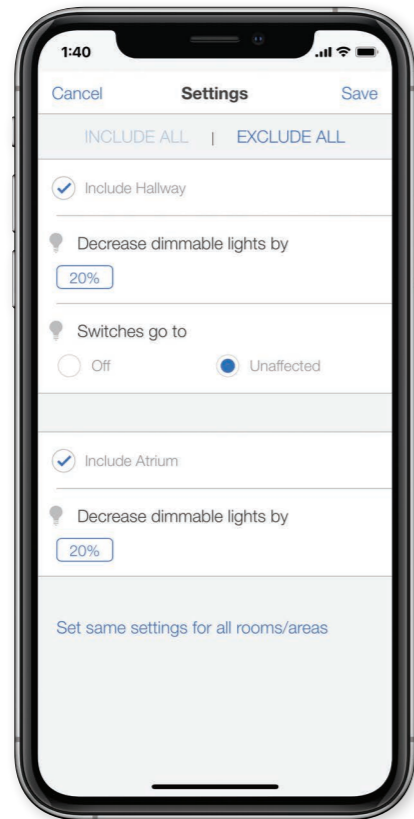 1:40
Cancel Settings Save
INCLUDE ALL | EXCLUDE ALL
Include Hallway
Decrease dimmable lights by
20%
Switches go to
Off Unaffected
Include Atrium
Decrease dimmable lights by
20%
Set same settings for all rooms/areas